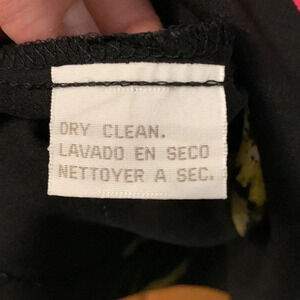 DRY CLEAN.
LAVADO EN SECO
NETTOYER A SEC.